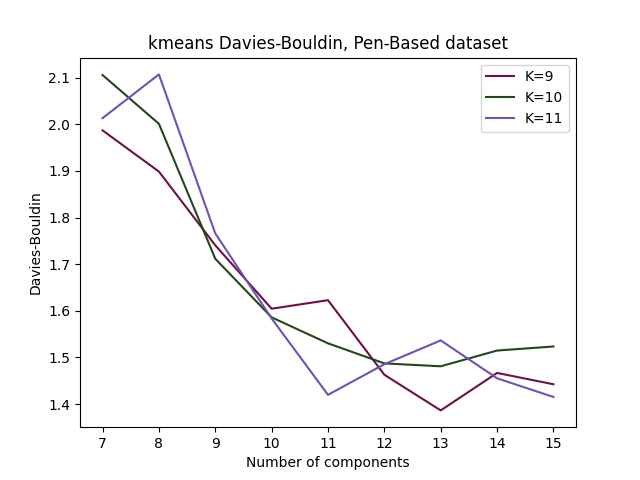 kmeans Davies-Bouldin, Pen-Based dataset
K=9
K=10
K=11
Davies-Bouldin
2.1
2.0
1.9
1.8
1.7
1.6
1.5
1.4
7 8 9 10 11 12 13 14 15
Number of components